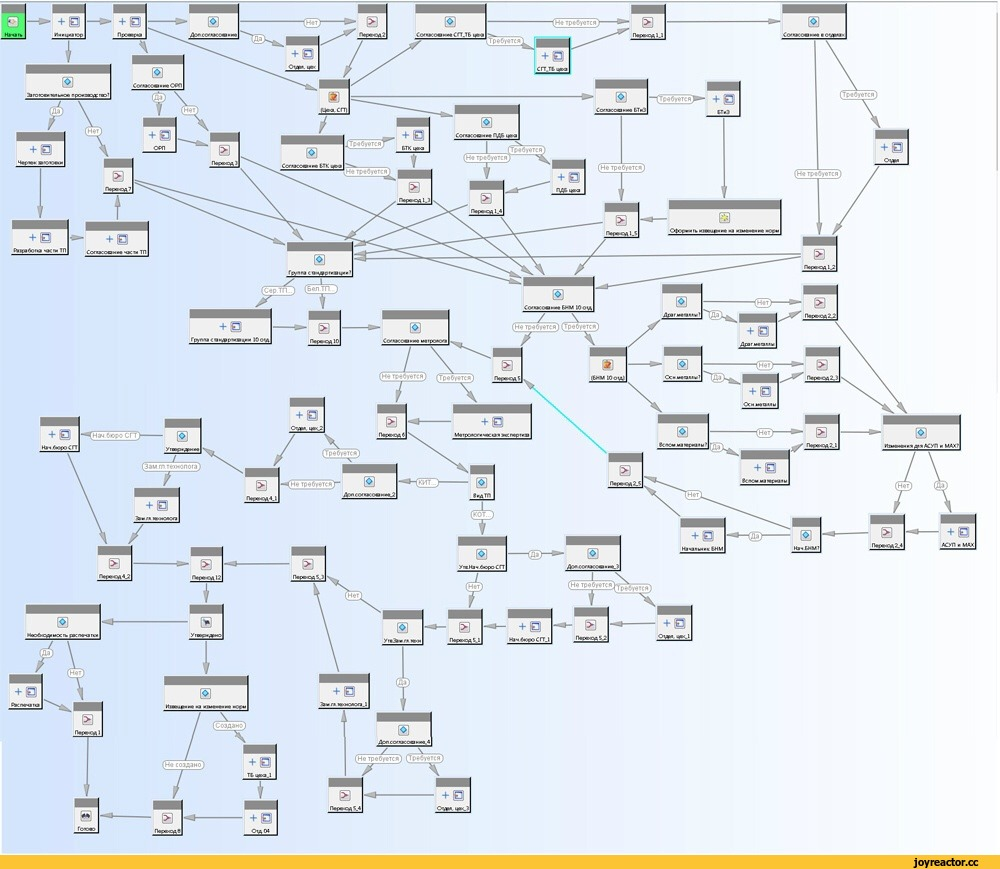 Начать
Инициатор
Проверка
Доп.согласование
Нет
Да
Отдел, цех
Переход 2
Согласование СГТ_ТБ цеха
Не требуется
Требуется
СГТ_ТБ цеха
Переход 1_1
Согласование в отделах
Заготовительное производство?
Согласование ОРП
Да
Нет
Да
Нет
Чертеж заготовки
ОРП
Переход 3
Переход 7
Разработка части ТП
Согласование части ТП
(Цеха, СГТ)
Согласование БТК цеха
Требуется
Не требуется
БТК цеха
Переход 1_3
Согласование ПДБ цеха
Не требуется
Требуется
ПДБ цеха
Переход 1_4
Согласование БТиЗ
Требуется
БТиЗ
Не требуется
Переход 1_5
Оформить извещение на изменение норм
Требуется
Отдел
Не требуется
Переход 1_2
Группа стандартизации?
Сер.ТП...
Бел.ТП...
Группа стандартизации 10 отд
Переход 10
Согласование метролога
Не требуется
Требуется
Согласование БНМ 10 отд
Не требуется
Требуется
Переход 5
(БНМ 10 отд)
Драг.металлы?
Нет
Да
Драг.металлы
Переход 2_2
Осн.металлы?
Нет
Да
Осн.металлы
Переход 2_3
Вспом.материалы?
Нет
Да
Вспом.материалы
Переход 2_1
Изменения для АСУП и МАХ?
Нет
Да
АСУП и МАХ
Переход 2_4
Нач.БНМ?
Нет
Да
Начальник БНМ
Переход 2_5
Переход 6
Метрологическая экспертиза
Нач.бюро СГТ
Нач.бюро СГТ
Утверждение
Зам.гл.технолога
Зам.гл.технолога
Отдел, цех_2
Требуется
Не требуется
Переход 4_1
Доп.согласование_2
КИТ...
Вид ТП
КОТ...
Переход 4_2
Переход 12
Переход 5_3
Утв.Нач.бюро СГТ
Да
Нет
Доп.согласование_3
Не требуется
Требуется
Необходимость распечатки
Утверждено
Нет
Утв.Зам.гл.техн
Переход 5_1
Нач.бюро СГТ_1
Переход 5_2
Отдел, цех_1
Да
Нет
Распечатка
Переход 1
Извещение на изменение норм
Создано
Не создано
ТБ цеха_1
Зам.гл.технолога_1
Да
Доп.согласование_4
Не требуется
Требуется
Переход 5_4
Отдел, цех_3
Готово
Переход 8
Отд.04
joyreactor.cc